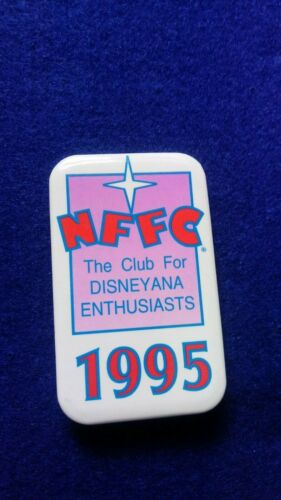 NFFC®
The Club For
DISNEYANA
ENTHUSIASTS
1995